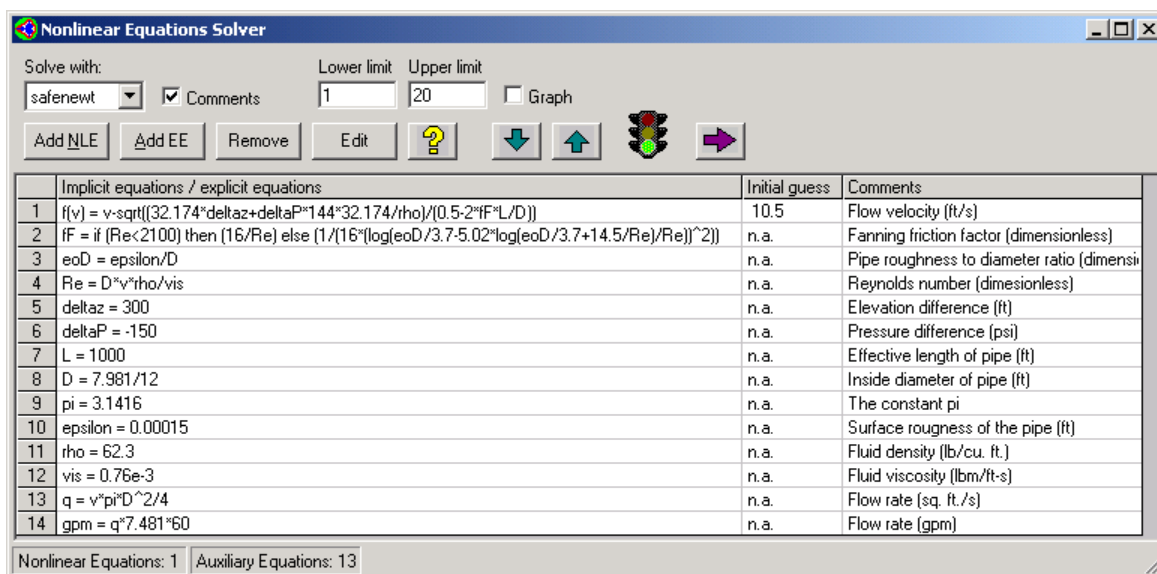 Nonlinear Equations Solver
Solve with: Lower limit Upper limit
safenewt Comments 1 20 Graph
Add NLE Add EE Remove Edit ?
Implicit equations / explicit equations Initial guess Comments
1 f(v) = v-sqrt((32.174*deltaz+deltaP*144*32.174/rho)/(0.5-2*fF*L/D)) 10.5 Flow velocity (ft/s)
2 fF = if (Re<2100) then (16/Re) else (1/(16*(log(eoD/3.7-5.02*log(eoD/3.7+14.5/Re)/Re))^2)) n.a. Fanning friction factor (dimensionless)
3 eoD = epsilon/D n.a. Pipe roughness to diameter ratio (dimensi
4 Re = D*v*rho/vis n.a. Reynolds number (dimesionless)
5 deltaz = 300 n.a. Elevation difference (ft)
6 deltaP = -150 n.a. Pressure difference (psi)
7 L = 1000 n.a. Effective length of pipe (ft)
8 D = 7.981/12 n.a. Inside diameter of pipe (ft)
9 pi = 3.1416 n.a. The constant pi
10 epsilon = 0.00015 n.a. Surface rougness of the pipe (ft)
11 rho = 62.3 n.a. Fluid density (lb/cu. ft.)
12 vis = 0.76e-3 n.a. Fluid viscosity (lbm/ft-s)
13 q = v*pi*D^2/4 n.a. Flow rate (sq. ft./s)
14 gpm = q*7.481*60 n.a. Flow rate (gpm)
Nonlinear Equations: 1 Auxiliary Equations: 13